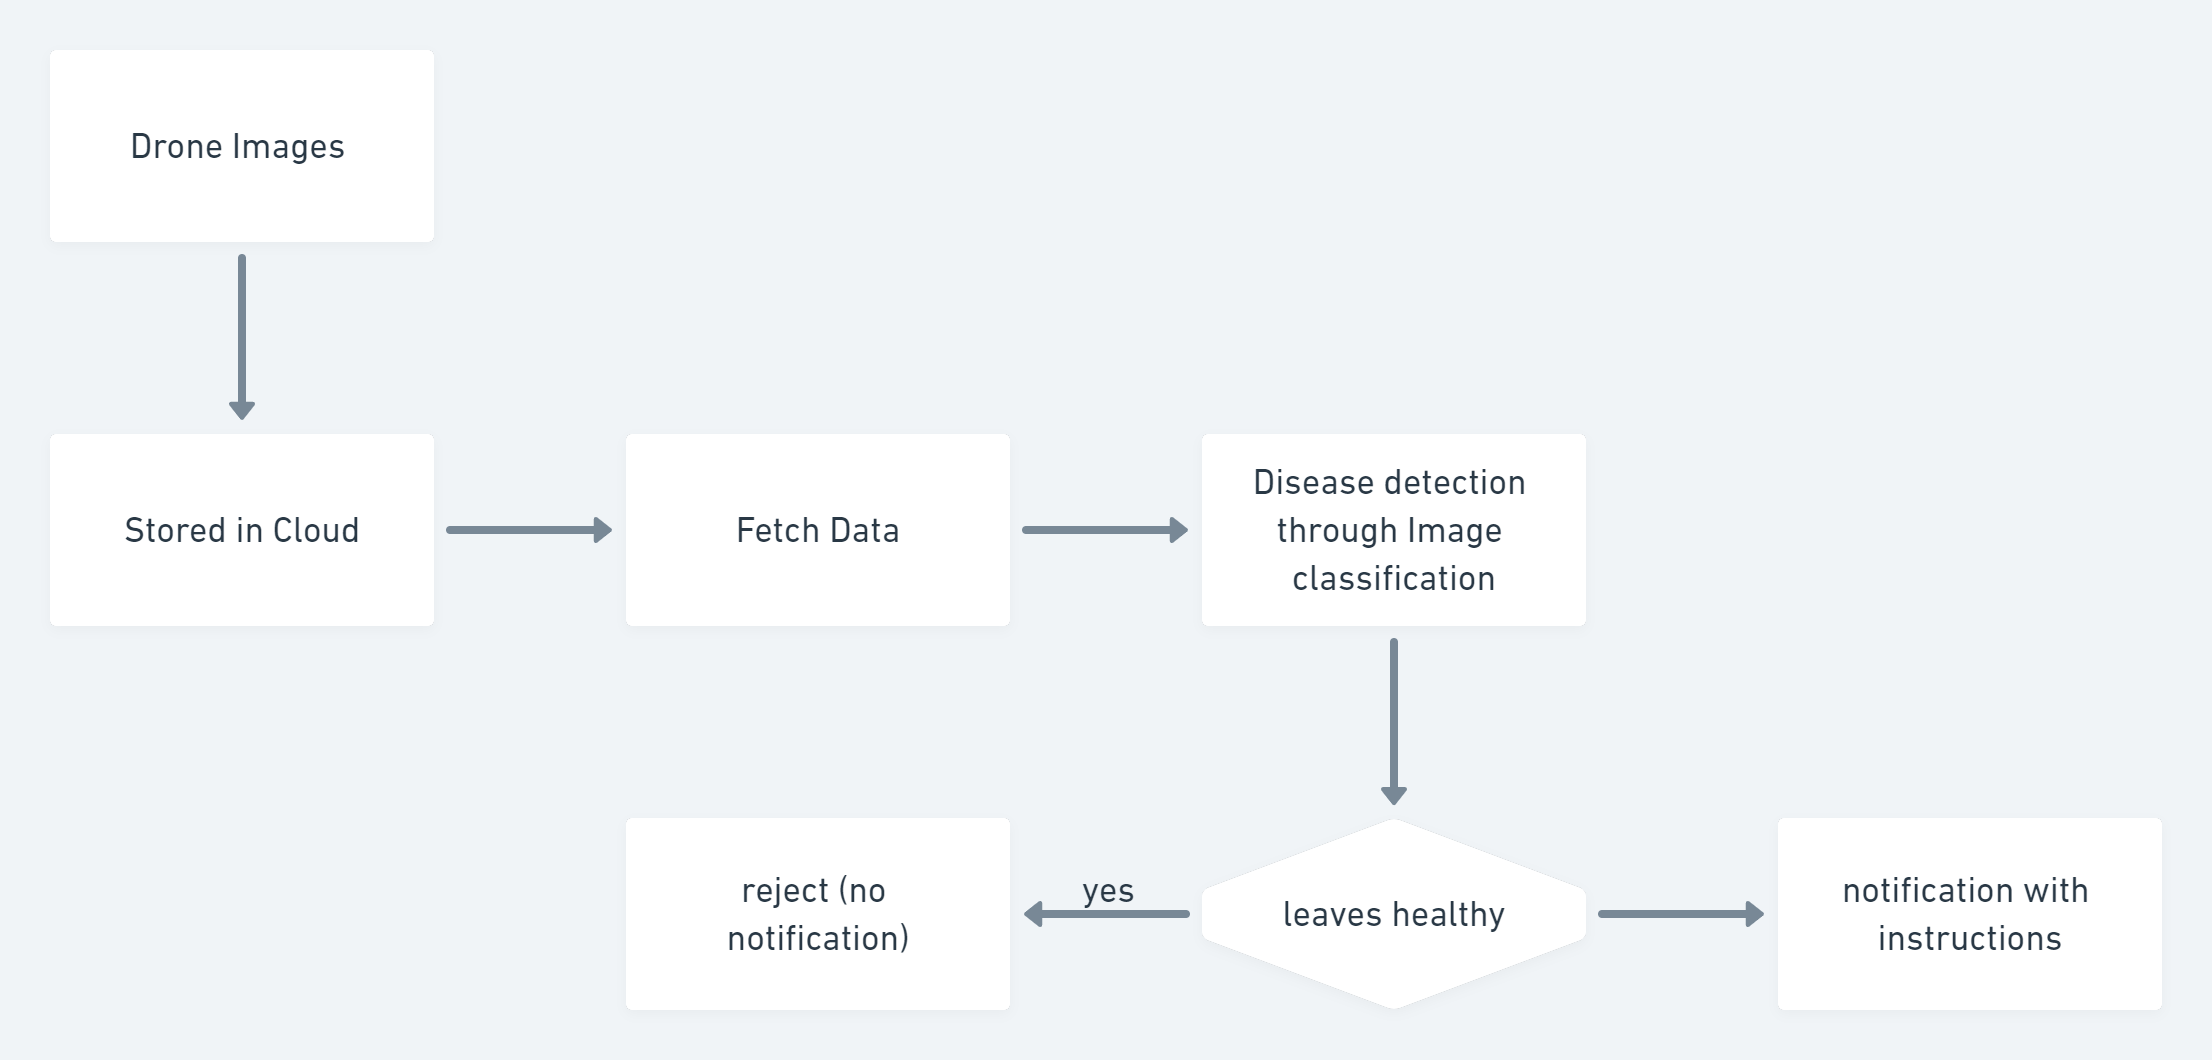 Drone Images
Stored in Cloud
Fetch Data
Disease detection
through Image
classification
reject (no
notification)
yes
leaves healthy
notification with
instructions